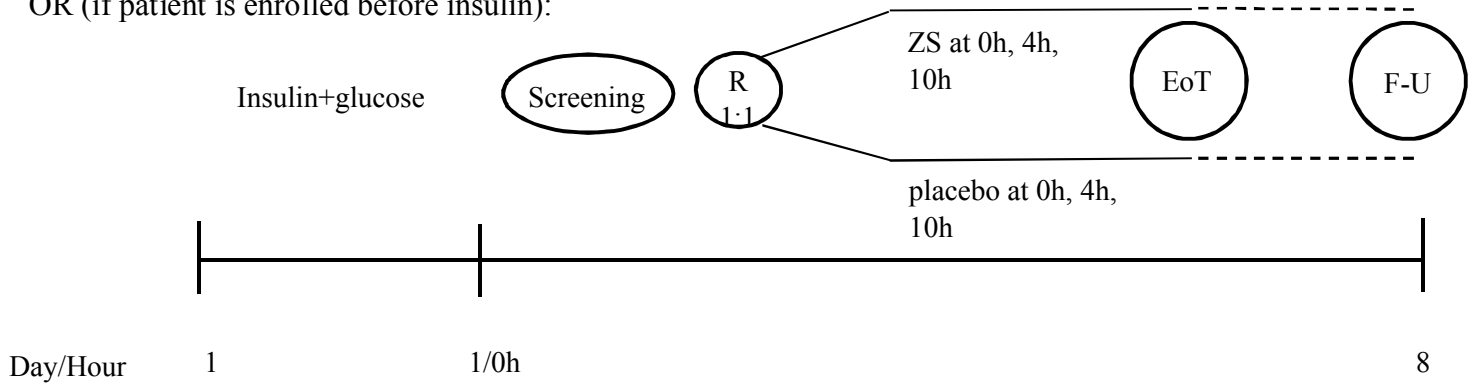 OR (if patient is enrolled before insulin):
ZS at 0h, 4h,
10h
Insulin+glucose
Screening
R
1:1
EoT
F-U
placebo at 0h, 4h,
10h
Day/Hour
1
1/0h
8